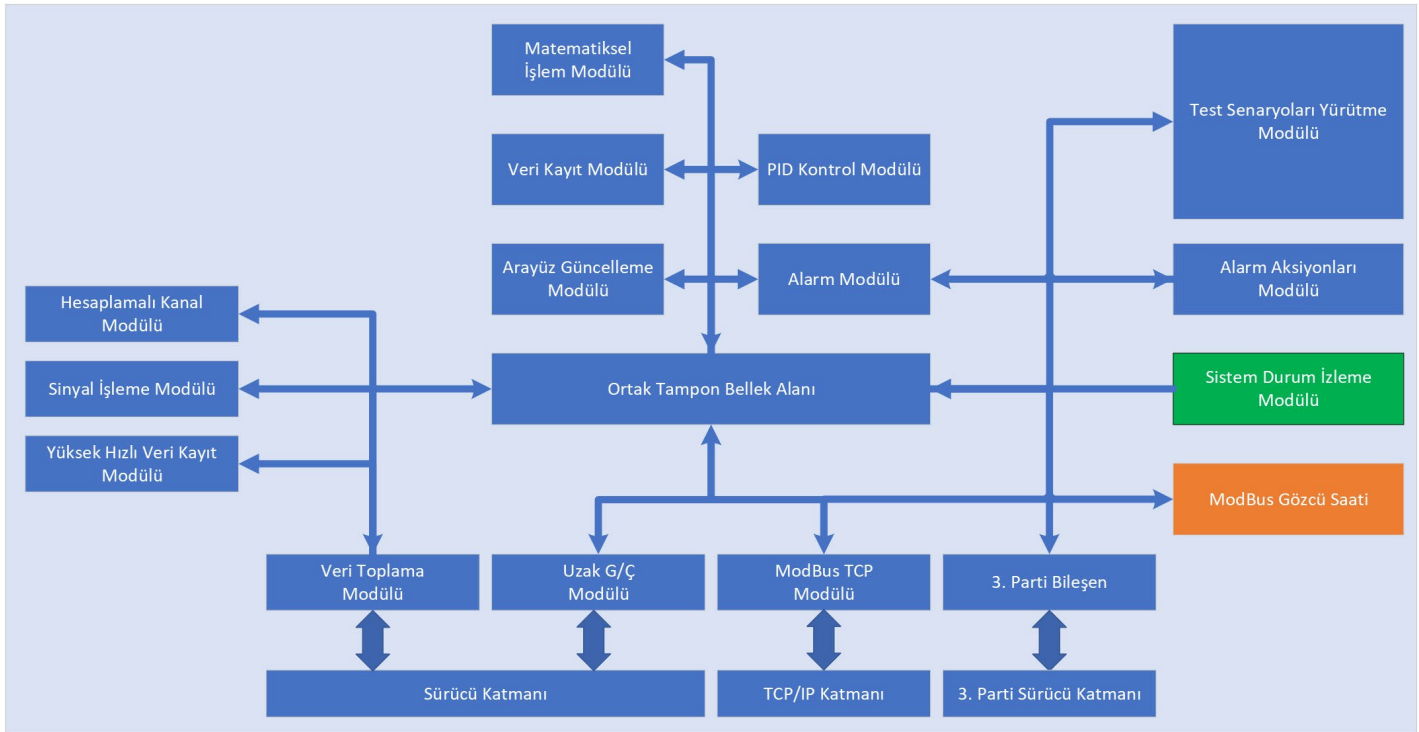 Matematiksel
İşlem Modülü
Test Senaryoları Yürütme
Modülü
Veri Kayıt Modülü
PID Kontrol Modülü
Arayüz Güncelleme
Modülü
Alarm Modülü
Alarm Aksiyonları
Modülü
Hesaplamalı Kanal
Modülü
Sinyal İşleme Modülü
Ortak Tampon Bellek Alanı
Sistem Durum İzleme
Modülü
Yüksek Hızlı Veri Kayıt
Modülü
ModBus Gözcü Saati
Veri Toplama
Modülü
Uzak G/Ç
Modülü
ModBus TCP
Modülü
3. Parti Bileşen
Sürücü Katmanı
TCP/IP Katmanı
3. Parti Sürücü Katmanı